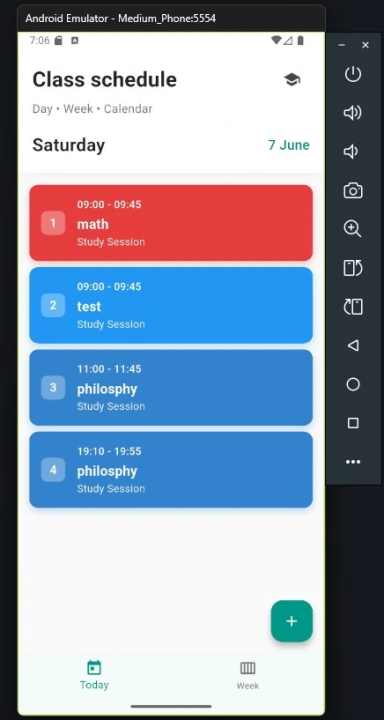 Android Emulator - Medium_Phone:5554
7:06
Class schedule
Day • Week • Calendar
Saturday
7 June
09:00 - 09:45
1
math
Study Session
09:00 - 09:45
2
test
Study Session
11:00 - 11:45
3
philosphy
Study Session
19:10 - 19:55
4
philosphy
Study Session
+
Today
Week